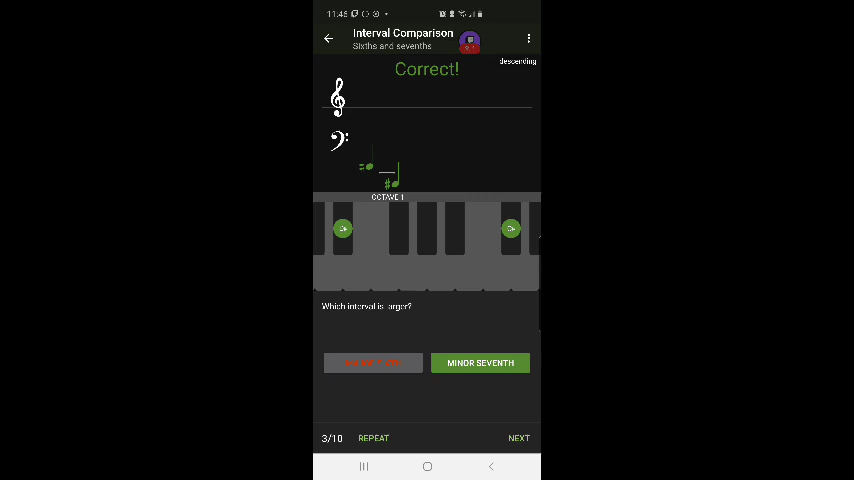 11:46
Interval Comparison
Sixths and sevenths
descending
Correct!
OCTAVE 1
Which interval is larger?
MINOR SEVENTH
3/10 REPEAT NEXT